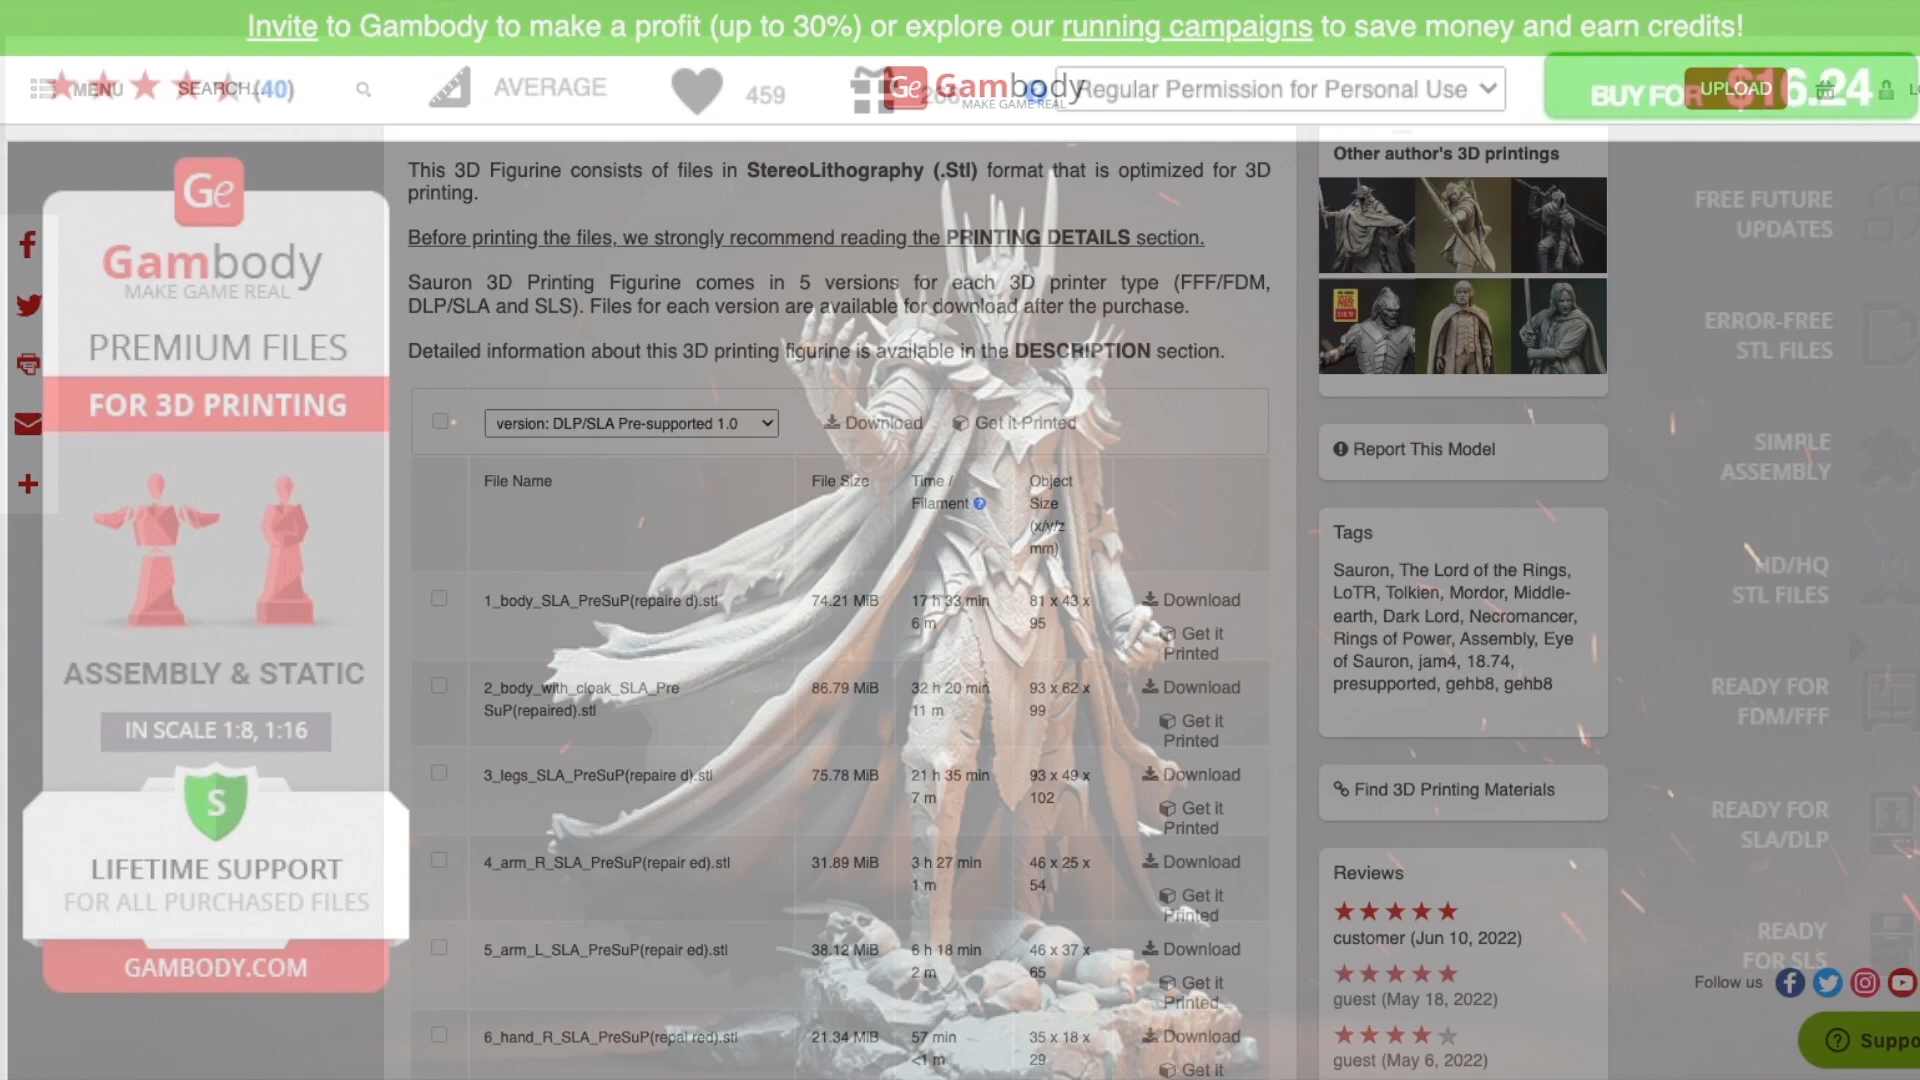 Invite to Gambody to make a profit (up to 30%) or explore our running campaigns to save money and earn credits!
MENU
SEARCH...
(40)
AVERAGE
459
Ge Gambody
MAKE GAME REAL
Regular Permission for Personal Use
BUY FOR $16.24
UPLOAD
Ge
Gambody
MAKE GAME REAL
PREMIUM FILES
FOR 3D PRINTING
ASSEMBLY & STATIC
IN SCALE 1:8, 1:16
S
LIFETIME SUPPORT
FOR ALL PURCHASED FILES
GAMBODY.COM
This 3D Figurine consists of files in StereoLithography (.Stl) format that is optimized for 3D
printing.
Before printing the files, we strongly recommend reading the PRINTING DETAILS section.
Sauron 3D Printing Figurine comes in 5 versions for each 3D printer type (FFF/FDM,
DLP/SLA and SLS). Files for each version are available for download after the purchase.
Detailed information about this 3D printing figurine is available in the DESCRIPTION section.
version: DLP/SLA Pre-supported 1.0
Download
Get it Printed
File Name
File Size
Time /
Filament
Object
Size
(x/y/z
mm)
1_body_SLA_PreSuP(repaire d).stl
74.21 MiB
17 h 33 min
6 m
81 x 43 x
95
Download
Get it
Printed
2_body_with_cloak_SLA_Pre
SuP(repaired).stl
86.79 MiB
32 h 20 min
11 m
93 x 62 x
99
Download
Get it
Printed
3_legs_SLA_PreSuP(repaire d).stl
75.78 MiB
21 h 35 min
7 m
93 x 49 x
102
Download
Get it
Printed
4_arm_R_SLA_PreSuP(repair ed).stl
31.89 MiB
3 h 27 min
1 m
46 x 25 x
54
Download
Get it
Printed
5_arm_L_SLA_PreSuP(repair ed).stl
38.12 MiB
6 h 18 min
2 m
46 x 37 x
65
Download
Get it
Printed
6_hand_R_SLA_PreSuP(repai red).stl
21.34 MiB
57 min
<1 m
35 x 18 x
29
Download
Get it
Other author's 3D printings
Report This Model
Tags
Sauron, The Lord of the Rings,
LoTR, Tolkien, Mordor, Middle-
earth, Dark Lord, Necromancer,
Rings of Power, Assembly, Eye
of Sauron, jam4, 18.74,
presupported, gehb8, gehb8
Find 3D Printing Materials
Reviews
customer (Jun 10, 2022)
guest (May 18, 2022)
guest (May 6, 2022)
FREE FUTURE
UPDATES
ERROR-FREE
STL FILES
SIMPLE
ASSEMBLY
HD/HQ
STL FILES
READY FOR
FDM/FFF
READY FOR
SLA/DLP
READY
FOR SLS
Follow us
Suppo